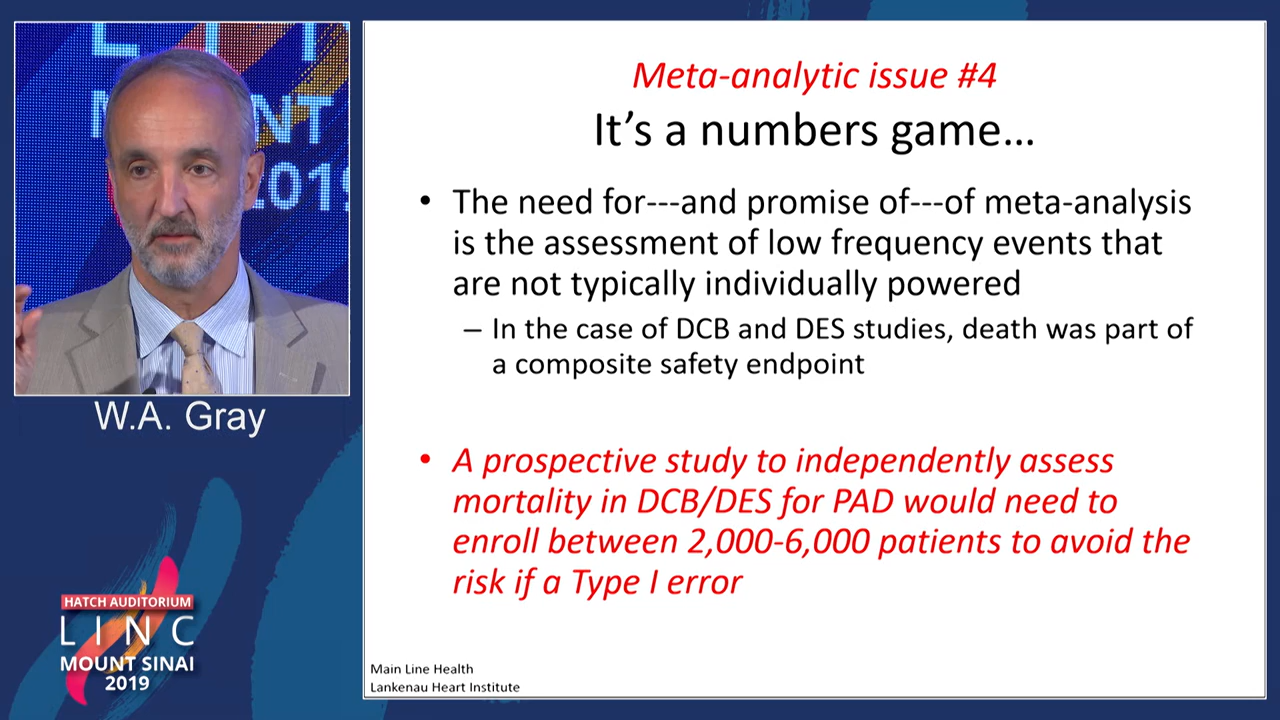 L I
MOUNT
2019
W.A. Gray
HATCH AUDITORIUM
L I N C
MOUNT SINAI
2019
Meta-analytic issue #4
It's a numbers game…
• The need for---and promise of---of meta-analysis
is the assessment of low frequency events that
are not typically individually powered
– In the case of DCB and DES studies, death was part of
a composite safety endpoint
• A prospective study to independently assess
mortality in DCB/DES for PAD would need to
enroll between 2,000-6,000 patients to avoid the
risk if a Type I error
Main Line Health
Lankenau Heart Institute